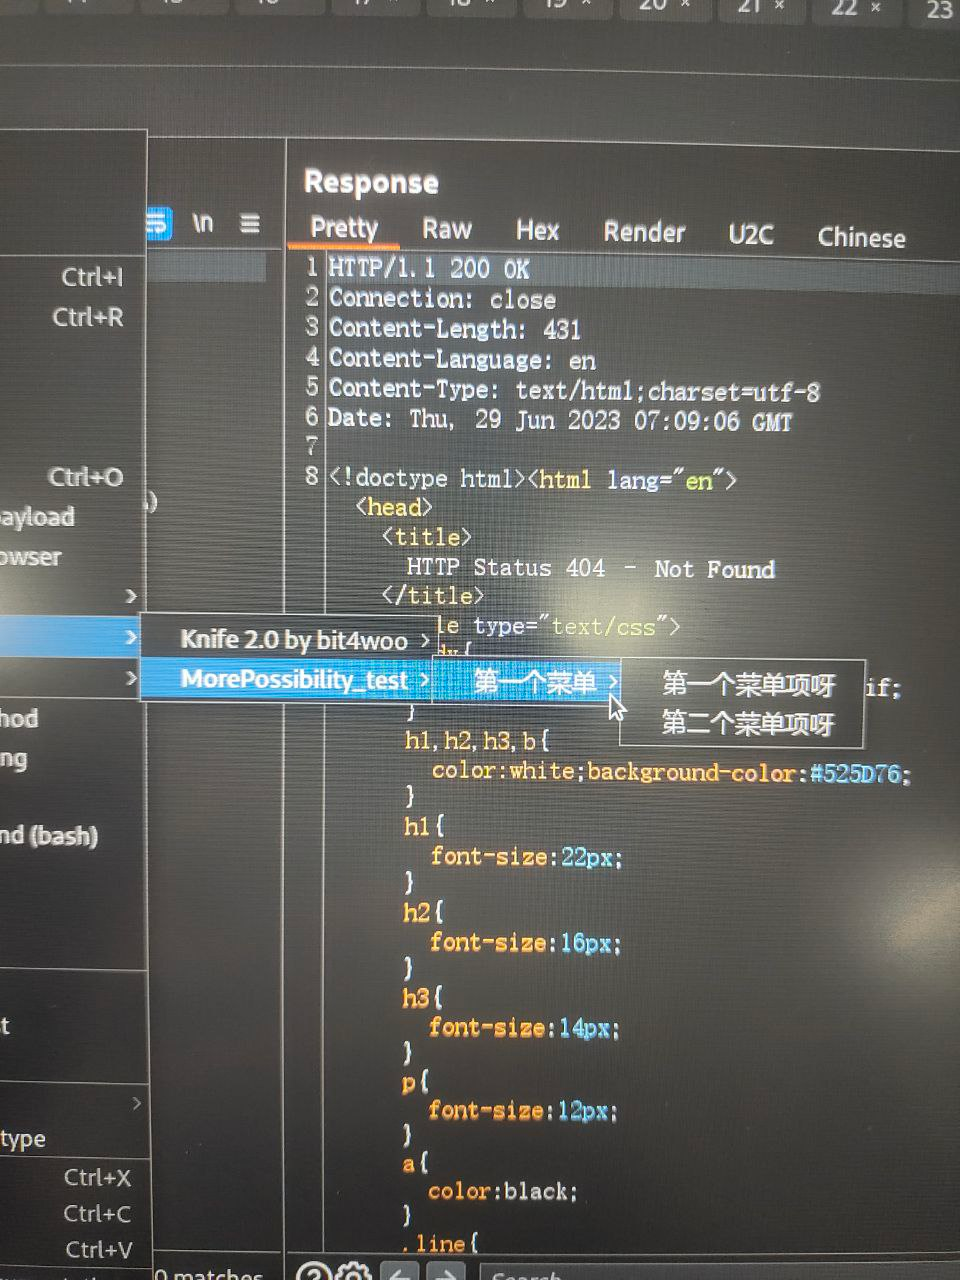 17 ×
18 ×
19 ×
20 ×
21 ×
22 ×
23
Response
\n
Pretty
Raw
Hex
Render
U2C
Chinese
Ctrl+I
Ctrl+R
Ctrl+O
ayload
owser
hod
ng
nd (bash)
t
type
Ctrl+X
Ctrl+C
Ctrl+V
Knife 2.0 by bit4woo
MorePossibility_test
第一个菜单
第一个菜单项呀
第二个菜单项呀
1 HTTP/1.1 200 OK
2 Connection: close
3 Content-Length: 431
4 Content-Language: en
5 Content-Type: text/html;charset=utf-8
6 Date: Thu, 29 Jun 2023 07:09:06 GMT
7
8 <!doctype html><html lang="en">
<head>
<title>
HTTP Status 404 - Not Found
</title>
le type="text/css">
if;
}
h1,h2,h3,b{
color:white;background-color:#525D76;
}
h1{
font-size:22px;
}
h2{
font-size:16px;
}
h3{
font-size:14px;
}
p{
font-size:12px;
}
a{
color:black;
}
.line{
0 matches
Search